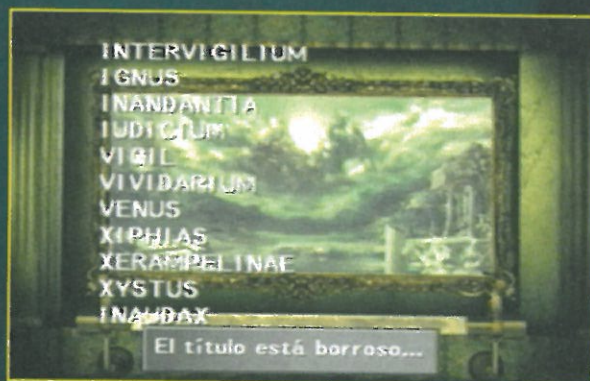 INTERVIGILIUM
IGNUS
INANDANTIA
IUDICIUM
VIGIL
VIVIDARIUM
VENUS
XIPHIAS
XERAMPELINAE
XYSTUS
INAUDAX
El título está borroso...